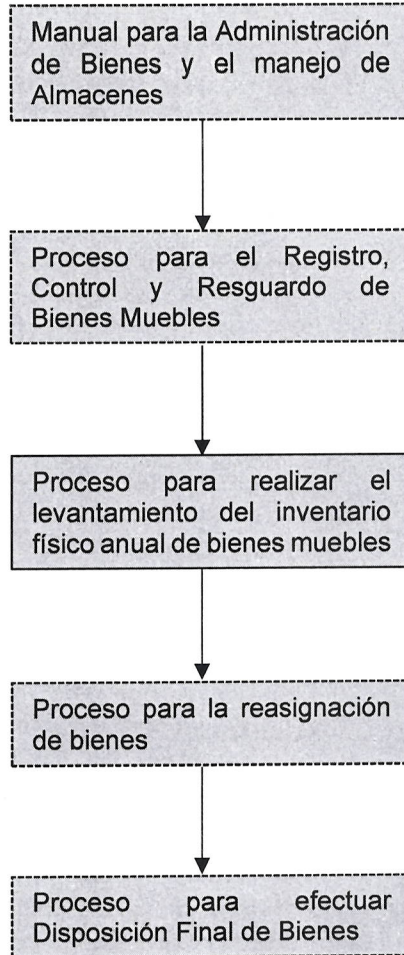 Manual para la Administración
de Bienes y el manejo de
Almacenes
Proceso para el Registro,
Control y Resguardo de
Bienes Muebles
Proceso para realizar el
levantamiento del inventario
físico anual de bienes muebles
Proceso para la reasignación
de bienes
Proceso para efectuar
Disposición Final de Bienes